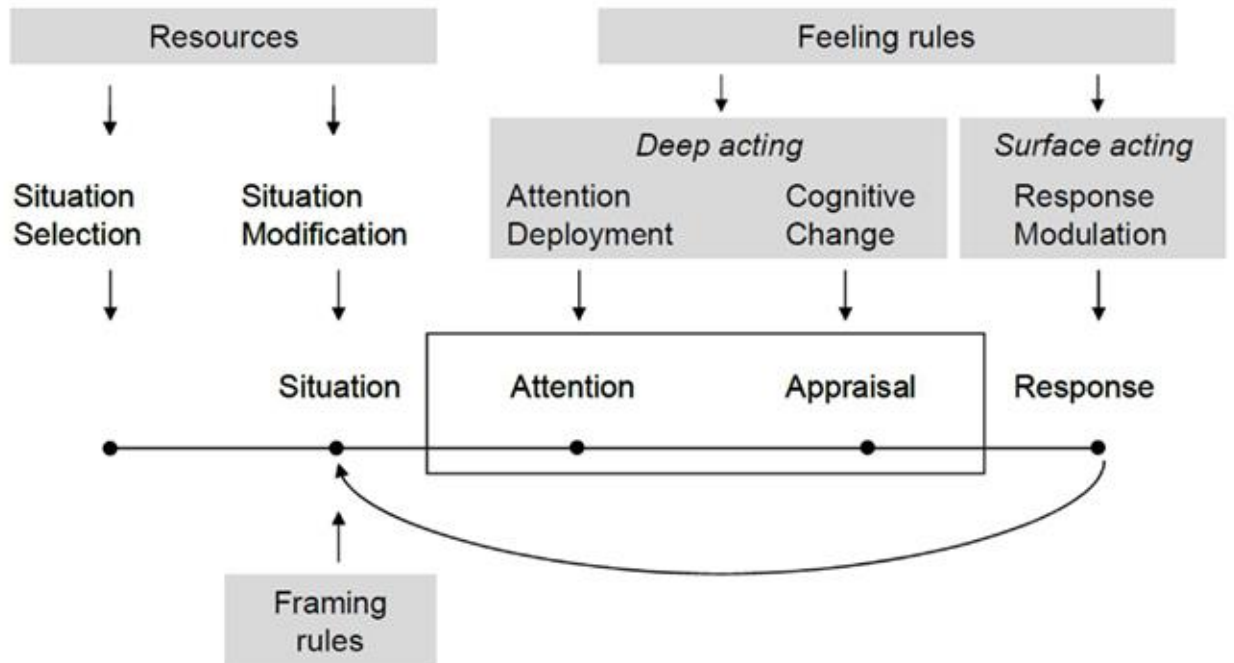 Resources
Feeling rules
Deep acting
Surface acting
Situation
Selection
Situation
Modification
Attention
Deployment
Cognitive
Change
Response
Modulation
Situation
Attention
Appraisal
Response
Framing
rules